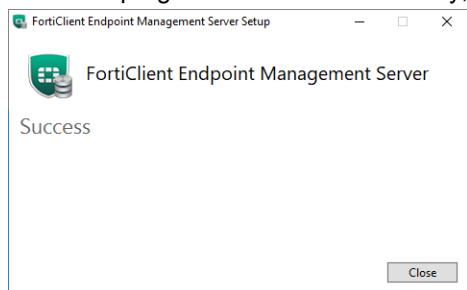 FortiClient Endpoint Management Server Setup
FortiClient Endpoint Management Server
Success
Close